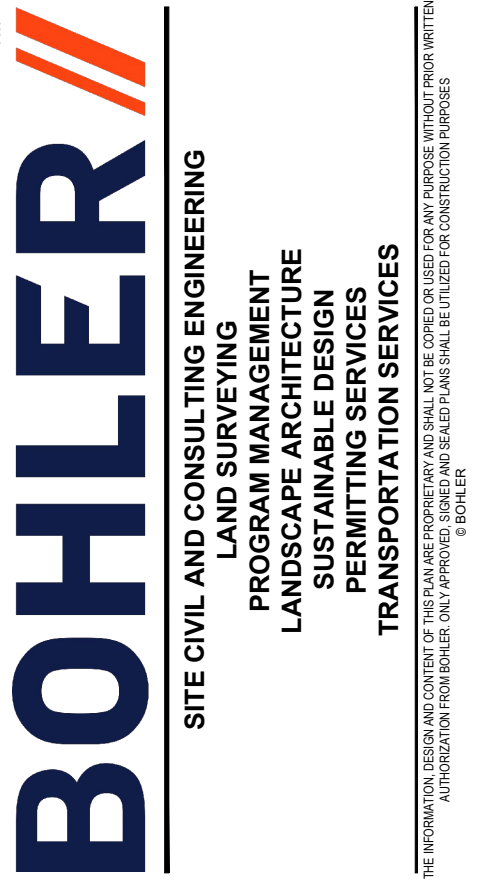 BOHLER //
SITE CIVIL AND CONSULTING ENGINEERING
LAND SURVEYING
PROGRAM MANAGEMENT
LANDSCAPE ARCHITECTURE
SUSTAINABLE DESIGN
PERMITTING SERVICES
TRANSPORTATION SERVICES
THE INFORMATION, DESIGN AND CONTENT OF THIS PLAN ARE PROPRIETARY AND SHALL NOT BE COPIED OR USED FOR ANY PURPOSE WITHOUT PRIOR WRITTEN
AUTHORIZATION FROM BOHLER. ONLY APPROVED, SIGNED AND SEALED PLANS SHALL BE UTILIZED FOR CONSTRUCTION PURPOSES
© BOHLER